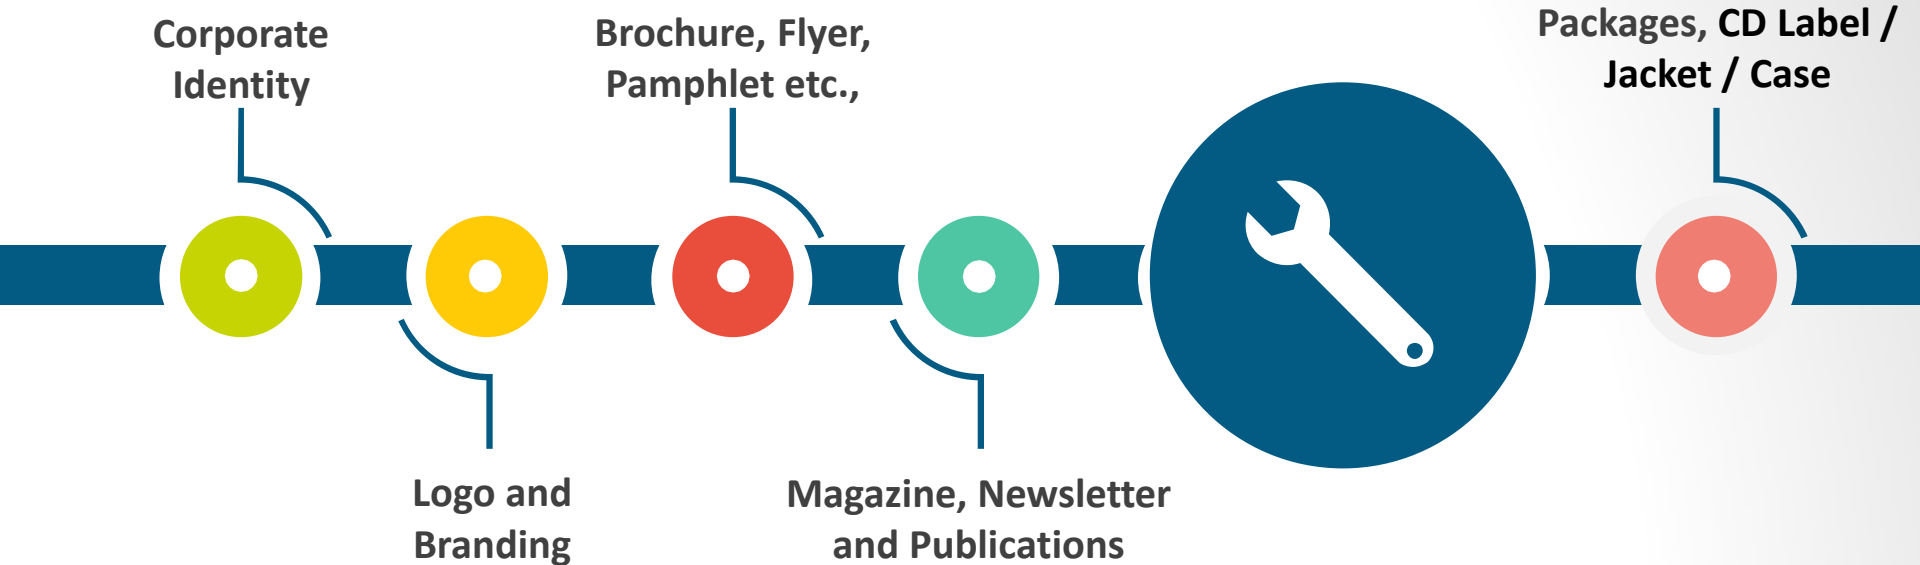 Corporate
Identity
Brochure, Flyer,
Pamphlet etc.,
Packages, CD Label /
Jacket / Case
Logo and
Branding
Magazine, Newsletter
and Publications